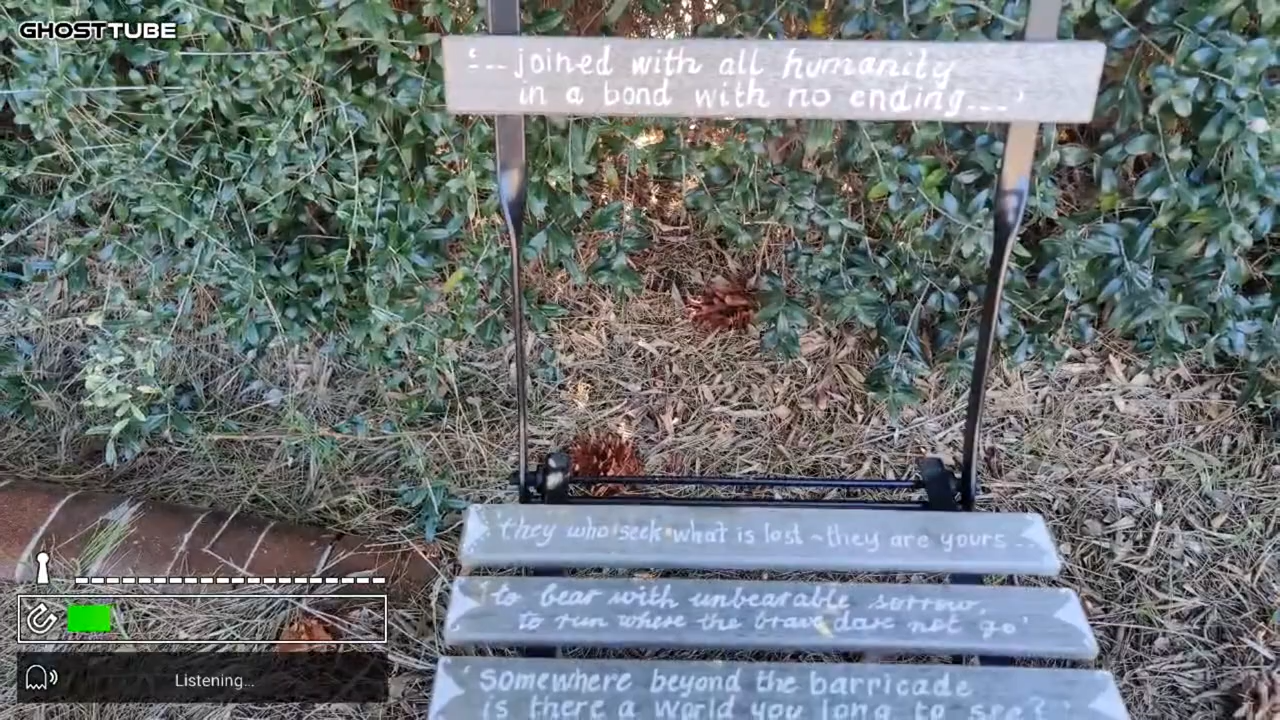 GHOSTTUBE
'...joined with all humanity
in a bond with no ending...'
'they who seek what is lost ~ they are yours...
'to bear with unbearable sorrow,
to run where the brave dare not go'
'Somewhere beyond the barricade
is there a world you long to see?'
Listening...